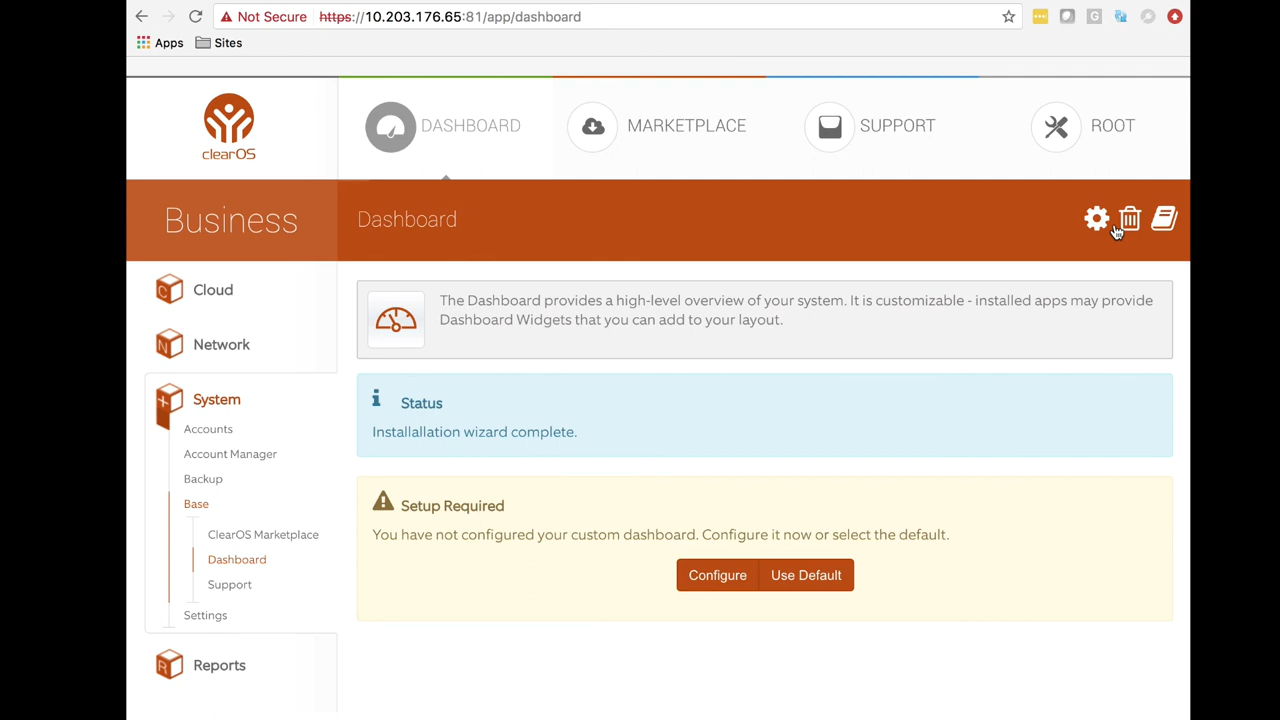 Not Secure https://10.203.176.65:81/app/dashboard
Apps Sites
clearOS
DASHBOARD MARKETPLACE SUPPORT ROOT
Business Dashboard
Cloud
Network
System
Accounts
Account Manager
Backup
Base
ClearOS Marketplace
Dashboard
Support
Settings
Reports
The Dashboard provides a high-level overview of your system. It is customizable - installed apps may provide
Dashboard Widgets that you can add to your layout.
Status
Installallation wizard complete.
Setup Required
You have not configured your custom dashboard. Configure it now or select the default.
Configure Use Default